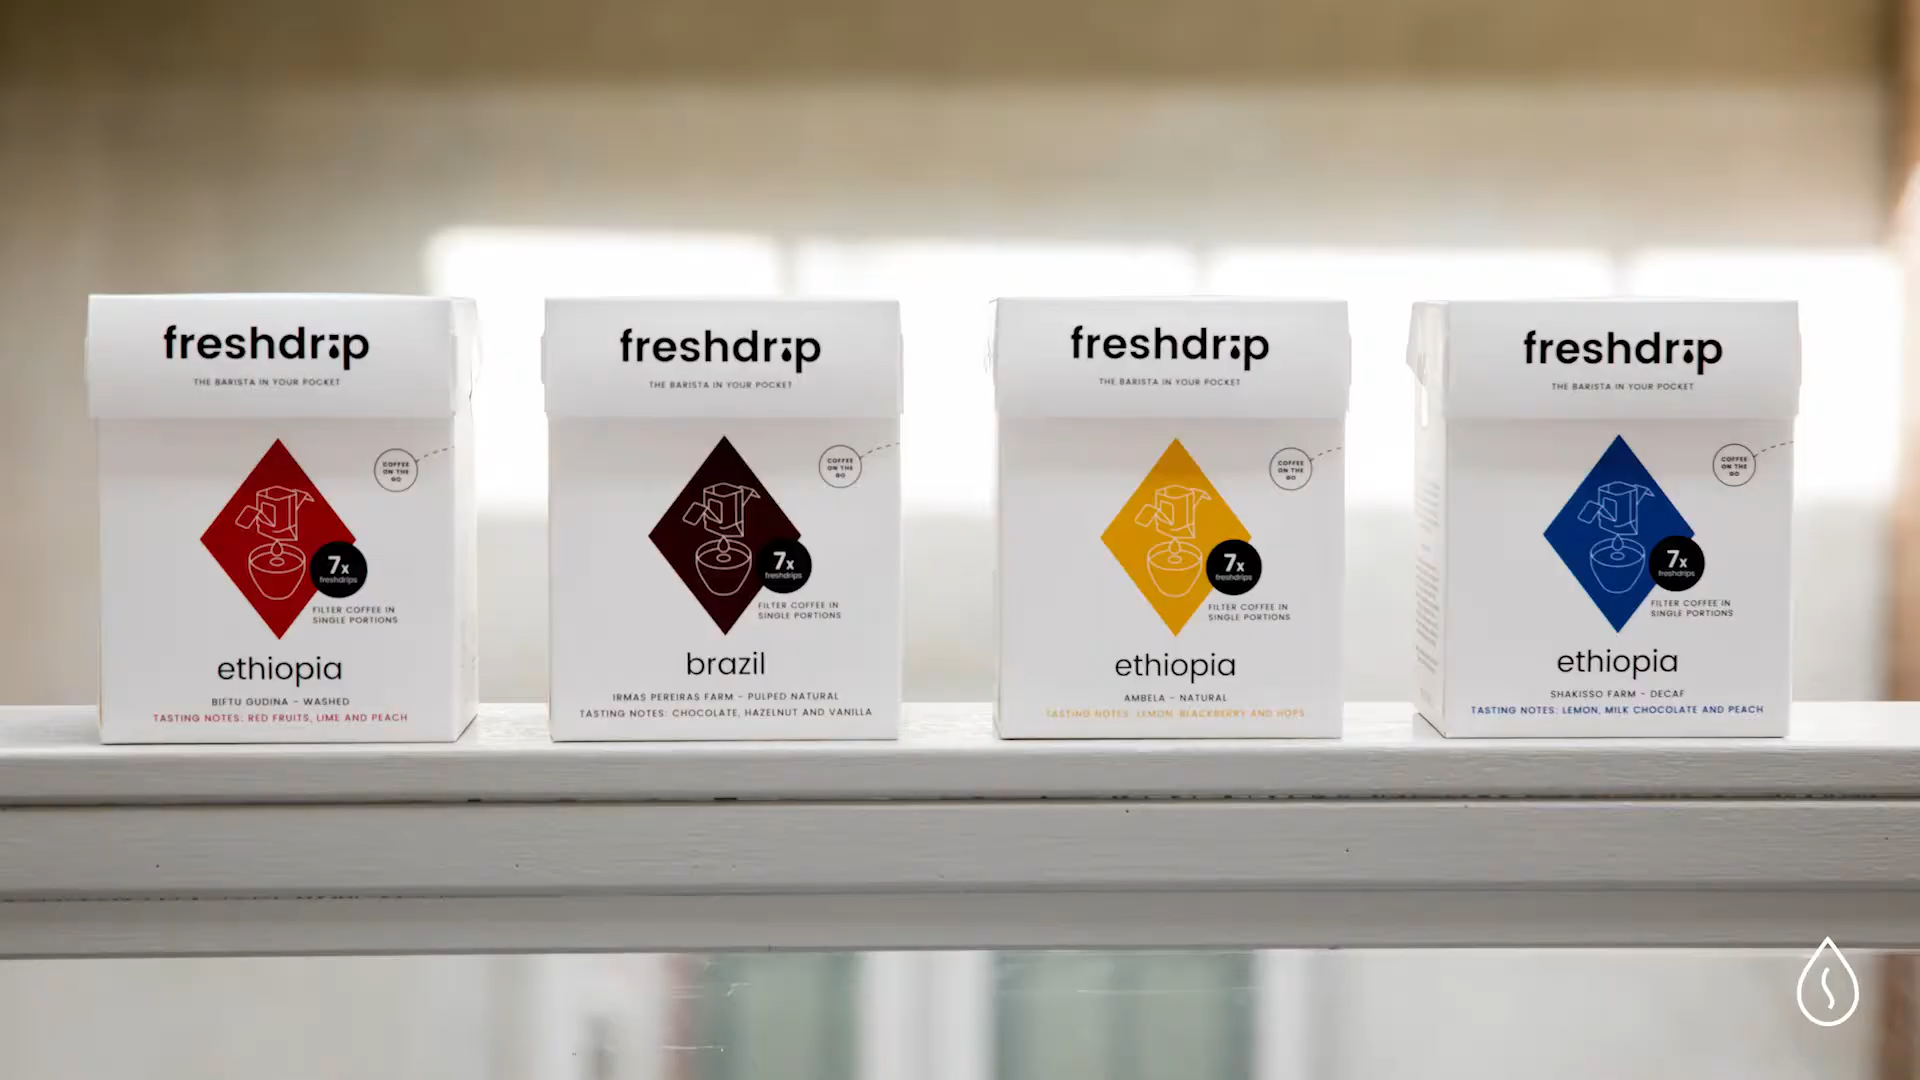 freshdrip
THE BARISTA IN YOUR POCKET
COFFEE
ON THE
GO
7x
freshdrips
FILTER COFFEE IN
SINGLE PORTIONS
ethiopia
BIFTU GUDINA - WASHED
TASTING NOTES: RED FRUITS, LIME AND PEACH
freshdrip
THE BARISTA IN YOUR POCKET
COFFEE
ON THE
GO
7x
freshdrips
FILTER COFFEE IN
SINGLE PORTIONS
brazil
IRMAS PEREIRAS FARM - PULPED NATURAL
TASTING NOTES: CHOCOLATE, HAZELNUT AND VANILLA
freshdrip
THE BARISTA IN YOUR POCKET
COFFEE
ON THE
GO
7x
freshdrips
FILTER COFFEE IN
SINGLE PORTIONS
ethiopia
AMBELA - NATURAL
TASTING NOTES: LEMON, BLACKBERRY AND HOPS
freshdrip
THE BARISTA IN YOUR POCKET
COFFEE
ON THE
GO
7x
freshdrips
FILTER COFFEE IN
SINGLE PORTIONS
ethiopia
SHAKISSO FARM - DECAF
TASTING NOTES: LEMON, MILK CHOCOLATE AND PEACH